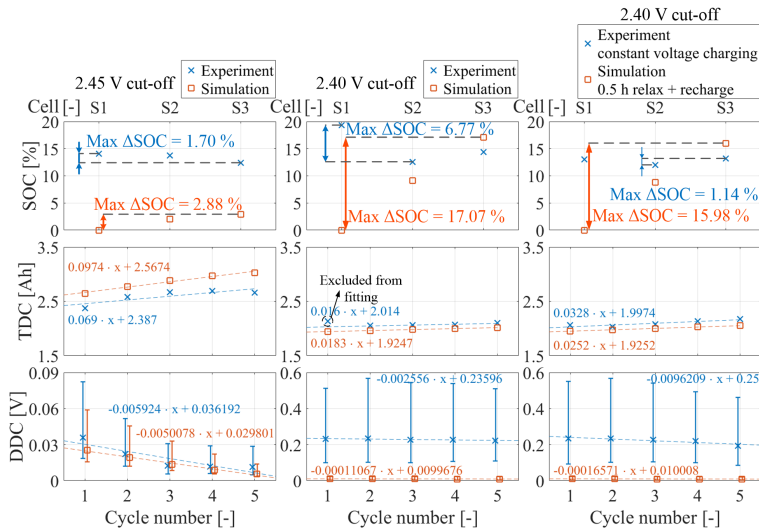 2.40 V cut-off
Experiment
constant voltage charging
Simulation
0.5 h relax + recharge
2.45 V cut-off
Experiment
Simulation
2.40 V cut-off
Experiment
Simulation
Cell [-] S1 S2 S3
Cell [-] S1 S2 S3
Cell [-] S1 S2 S3
SOC [%]
20
15
10
5
0
Max ΔSOC = 1.70 %
Max ΔSOC = 2.88 %
20
15
10
5
0
Max ΔSOC = 6.77 %
Max ΔSOC = 17.07 %
20
15
10
5
0
Max ΔSOC = 1.14 %
Max ΔSOC = 15.98 %
TDC [Ah]
3.5
2.5
1.5
0.0974 · x + 2.5674
0.069 · x + 2.387
3.5
2.5
1.5
Excluded from
fitting
0.016 · x + 2.014
0.0183 · x + 1.9247
3.5
2.5
1.5
0.0328 · x + 1.9974
0.0252 · x + 1.9252
DDC [V]
0.09
0.06
0.03
0
-0.005924 · x + 0.036192
-0.0050078 · x + 0.029801
0.6
0.4
0.2
0
-0.002556 · x + 0.23596
-0.00011067 · x + 0.0099676
0.6
0.4
0.2
0
-0.0096209 · x + 0.25
-0.00016571 · x + 0.010008
1 2 3 4 5
1 2 3 4 5
1 2 3 4 5
Cycle number [-]
Cycle number [-]
Cycle number [-]